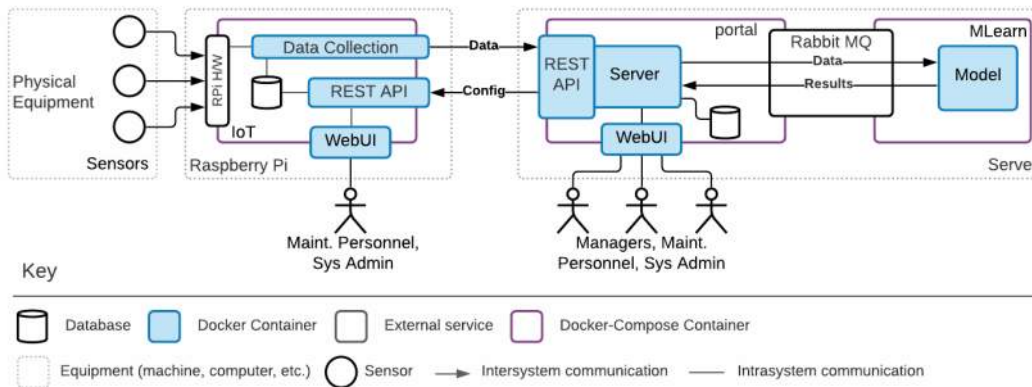 Physical
Equipment
Sensors
RPi H/W
IoT
Raspberry Pi
Data Collection
REST API
WebUI
Maint. Personnel,
Sys Admin
Data
Config
REST
API
Server
portal
WebUI
Managers, Maint.
Personnel, Sys Admin
Rabbit MQ
Data
Results
MLearn
Model
Serve
Key
Database
Docker Container
External service
Docker-Compose Container
Equipment (machine, computer, etc.)
Sensor
Intersystem communication
Intrasystem communication